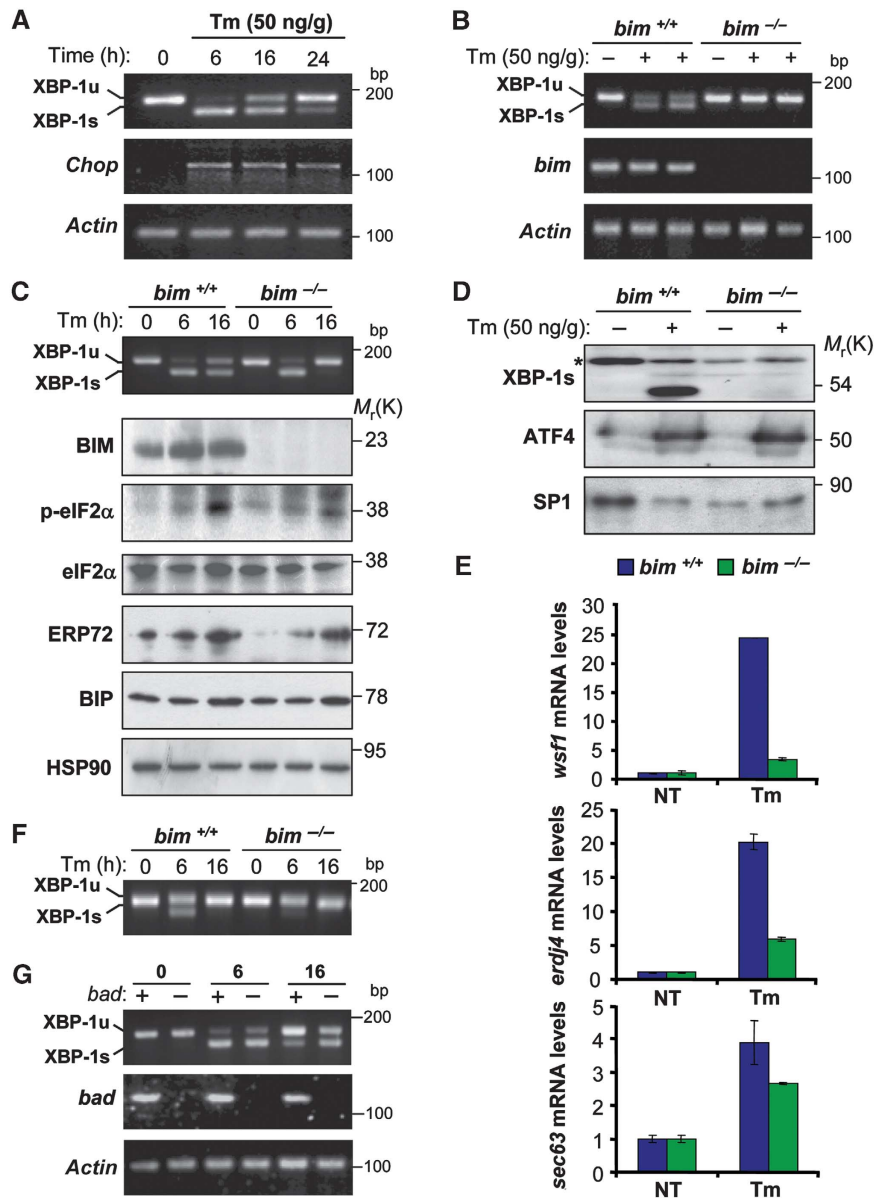 A
Tm (50 ng/g)
Time (h): 0 6 16 24
bp
XBP-1u
200
XBP-1s
Chop
100
Actin
100
B
bim +/+ bim –/–
Tm (50 ng/g): – + + – + +
bp
XBP-1u
200
XBP-1s
bim
100
Actin
100
C
bim +/+ bim –/–
Tm (h): 0 6 16 0 6 16
bp
XBP-1u
200
XBP-1s
Mr(K)
BIM
23
p-eIF2α
38
eIF2α
38
ERP72
72
BIP
78
HSP90
95
D
bim +/+ bim –/–
Tm (50 ng/g): – + – +
Mr(K)
*
XBP-1s
54
ATF4
50
SP1
90
E
bim +/+ bim –/–
wsf1 mRNA levels
30
25
20
15
10
5
0
NT Tm
erdj4 mRNA levels
25
20
15
10
5
0
NT Tm
sec63 mRNA levels
5
4
3
2
1
0
NT Tm
F
bim +/+ bim –/–
Tm (h): 0 6 16 0 6 16
bp
XBP-1u
200
XBP-1s
G
0 6 16
bad: + – + – + –
bp
XBP-1u
200
XBP-1s
bad
100
Actin
100